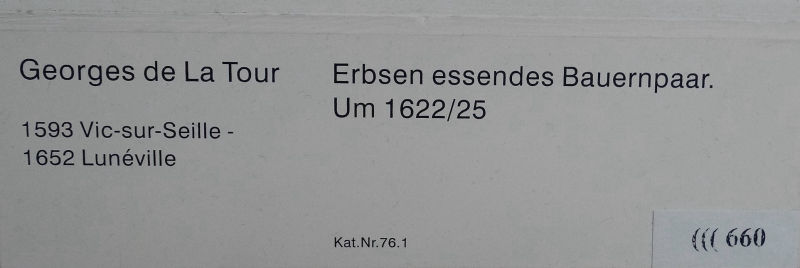 Georges de La Tour
1593 Vic-sur-Seille -
1652 Lunéville
Erbsen essendes Bauernpaar.
Um 1622/25
Kat.Nr.76.1
((( 660